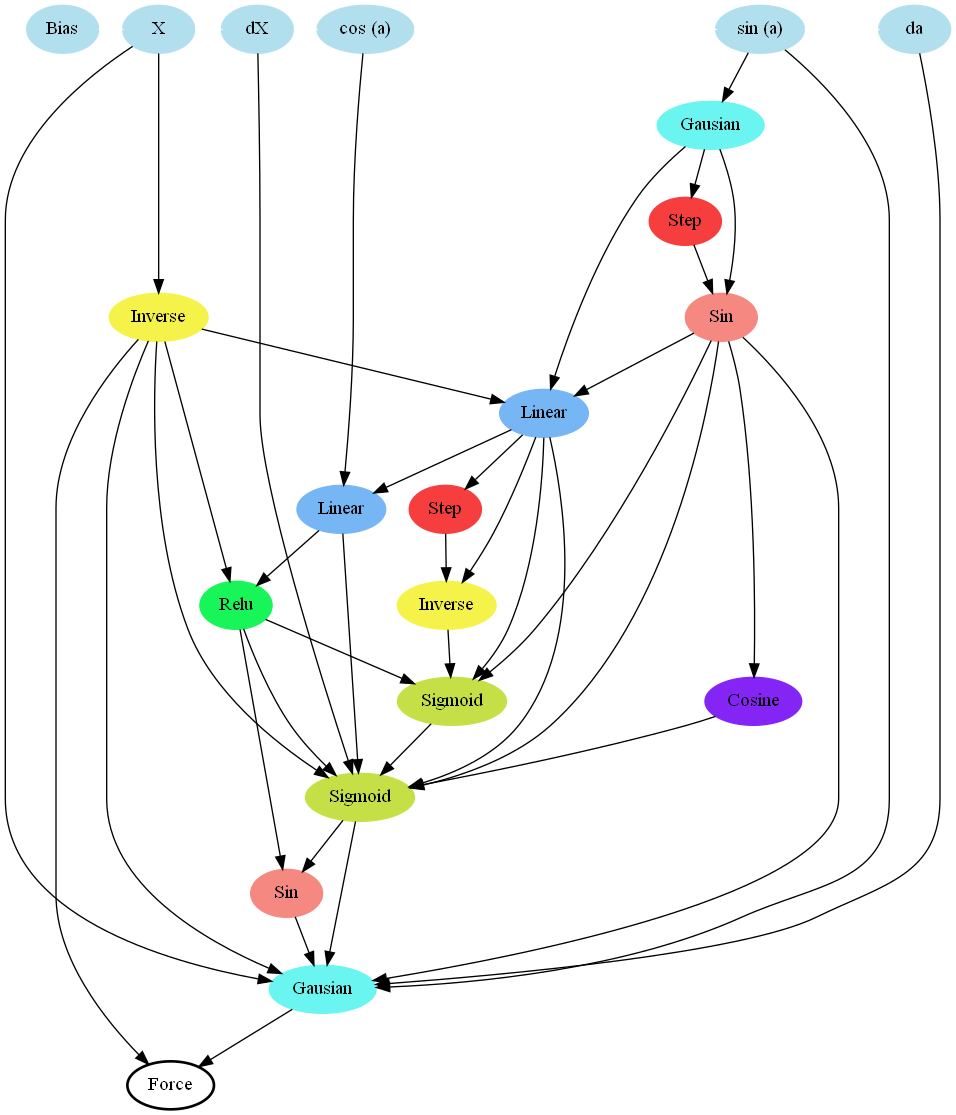 Bias
X
dX
cos (a)
sin (a)
da
Gausian
Step
Inverse
Sin
Linear
Linear
Step
Relu
Inverse
Sigmoid
Cosine
Sigmoid
Sin
Gausian
Force